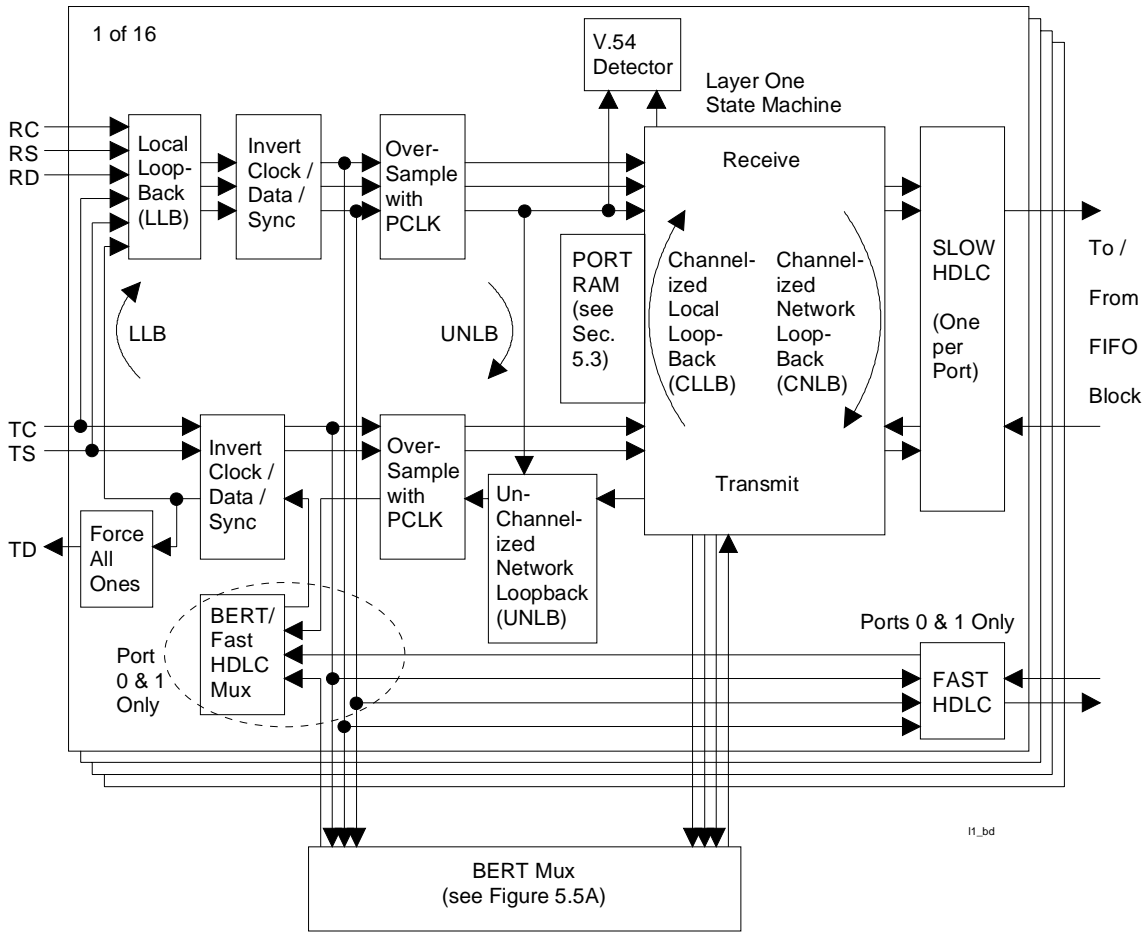 1 of 16
V.54
Detector
Layer One
State Machine
RC
RS
RD
Local
Loop-
Back
(LLB)
Invert
Clock /
Data /
Sync
Over-
Sample
with
PCLK
Receive
SLOW
HDLC
(One
per
Port)
To /
From
FIFO
Block
PORT
RAM
(see
Sec.
5.3)
Channel-
ized
Local
Loop-
Back
(CLLB)
Channel-
ized
Network
Loop-
Back
(CNLB)
LLB
UNLB
TC
TS
TD
Invert
Clock /
Data /
Sync
Over-
Sample
with
PCLK
Un-
Channel-
ized
Network
Loopback
(UNLB)
Transmit
Force
All
Ones
BERT/
Fast
HDLC
Mux
Port
0 & 1
Only
Ports 0 & 1 Only
FAST
HDLC
l1_bd
BERT Mux
(see Figure 5.5A)